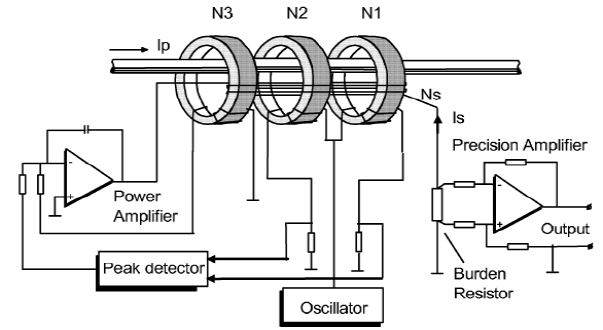 N3 N2 N1
Ip
Ns
Is
Precision Amplifier
Power
Amplifier
-
+
-
+
Output
Peak detector
Burden
Resistor
Oscillator